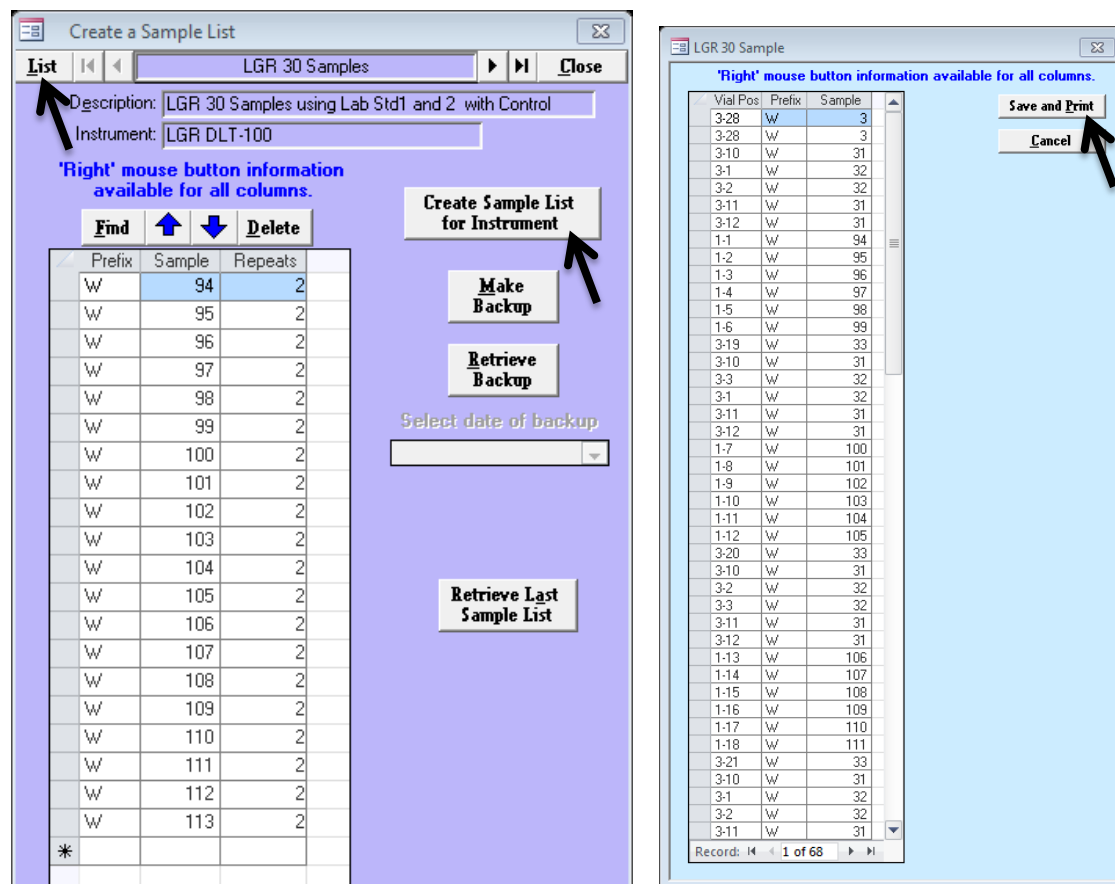 Create a Sample List
List LGR 30 Samples Close
Description: LGR 30 Samples using Lab Std1 and 2 with Control
Instrument: LGR DLT-100
'Right' mouse button information
available for all columns.
Find Delete
Create Sample List
for Instrument
Make
Backup
Retrieve
Backup
Select date of backup
Retrieve Last
Sample List
Prefix Sample Repeats
W 94 2
W 95 2
W 96 2
W 97 2
W 98 2
W 99 2
W 100 2
W 101 2
W 102 2
W 103 2
W 104 2
W 105 2
W 106 2
W 107 2
W 108 2
W 109 2
W 110 2
W 111 2
W 112 2
W 113 2
*
LGR 30 Sample
'Right' mouse button information available for all columns.
Save and Print
Cancel
Vial Pos Prefix Sample
3-28 W 3
3-28 W 3
3-10 W 31
3-1 W 32
3-2 W 32
3-11 W 31
3-12 W 31
1-1 W 94
1-2 W 95
1-3 W 96
1-4 W 97
1-5 W 98
1-6 W 99
3-19 W 33
3-10 W 31
3-3 W 32
3-1 W 32
3-11 W 31
3-12 W 31
1-7 W 100
1-8 W 101
1-9 W 102
1-10 W 103
1-11 W 104
1-12 W 105
3-20 W 33
3-10 W 31
3-2 W 32
3-3 W 32
3-11 W 31
3-12 W 31
1-13 W 106
1-14 W 107
1-15 W 108
1-16 W 109
1-17 W 110
1-18 W 111
3-21 W 33
3-10 W 31
3-1 W 32
3-2 W 32
3-11 W 31
Record: 1 of 68